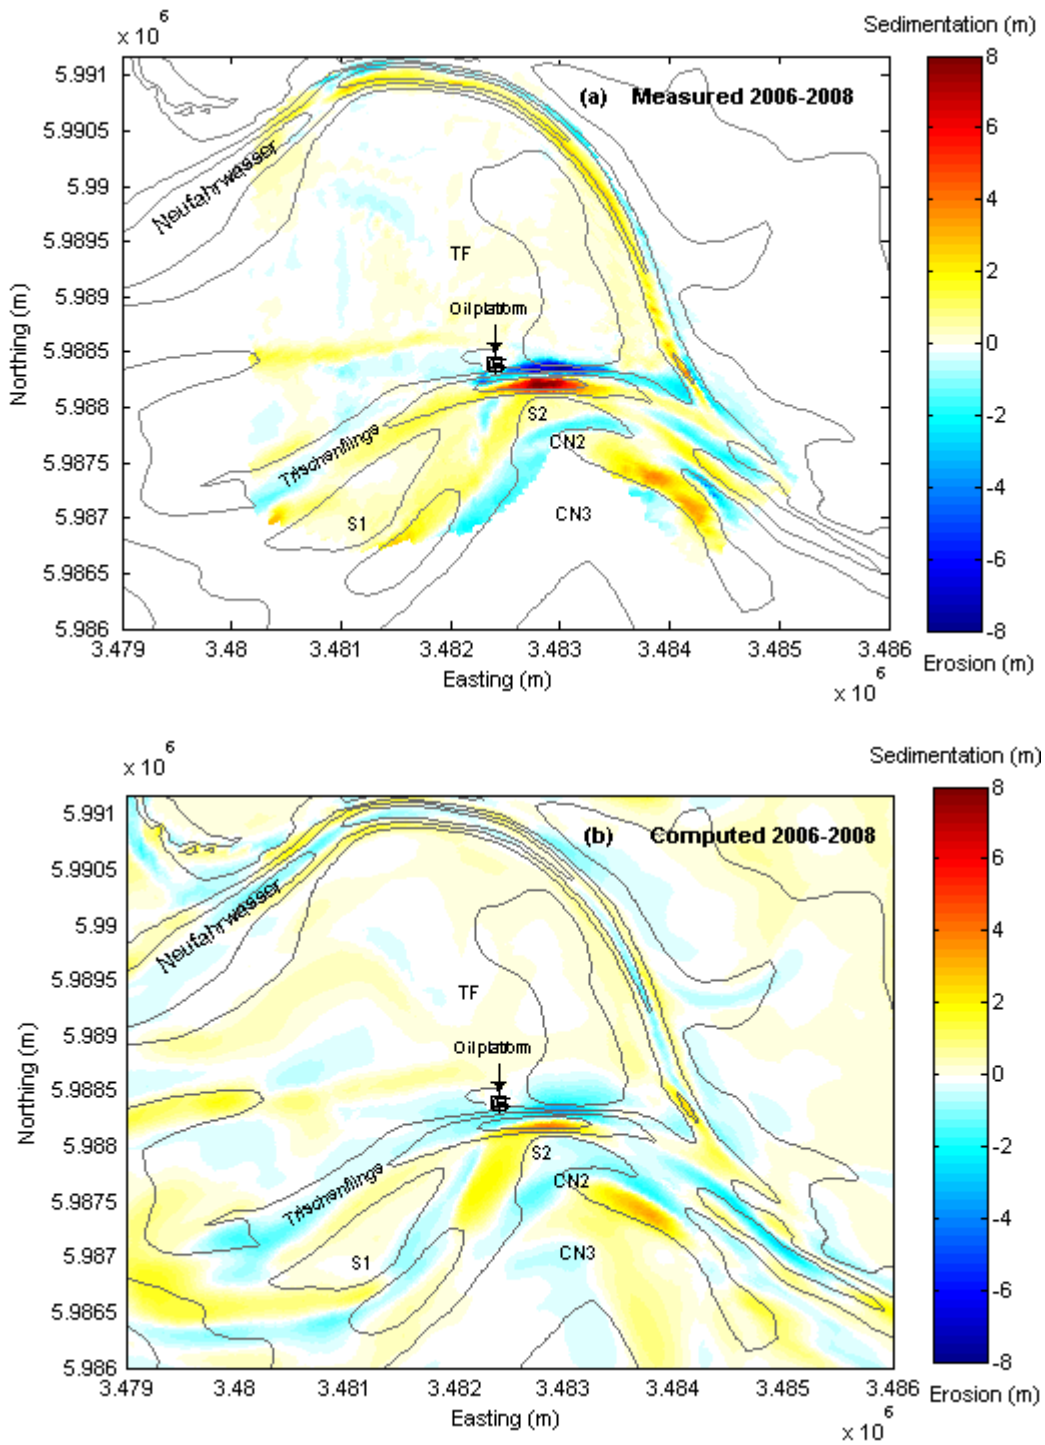 x 10^6
Sedimentation (m)
(a) Measured 2006-2008
5.991
5.9905
5.99
5.9895
5.989
5.9885
5.988
5.9875
5.987
5.9865
5.986
Northing (m)
Neufahrwasser
TF
Oil platform
S2
CN2
Trischenflinge
S1
CN3
8
6
4
2
0
-2
-4
-6
-8
3.479 3.48 3.481 3.482 3.483 3.484 3.485 3.486
Easting (m)
x 10^6
Erosion (m)
x 10^6
Sedimentation (m)
(b) Computed 2006-2008
5.991
5.9905
5.99
5.9895
5.989
5.9885
5.988
5.9875
5.987
5.9865
5.986
Northing (m)
Neufahrwasser
TF
Oil platform
S2
CN2
Trischenflinge
S1
CN3
8
6
4
2
0
-2
-4
-6
-8
3.479 3.48 3.481 3.482 3.483 3.484 3.485 3.486
Easting (m)
x 10^6
Erosion (m)